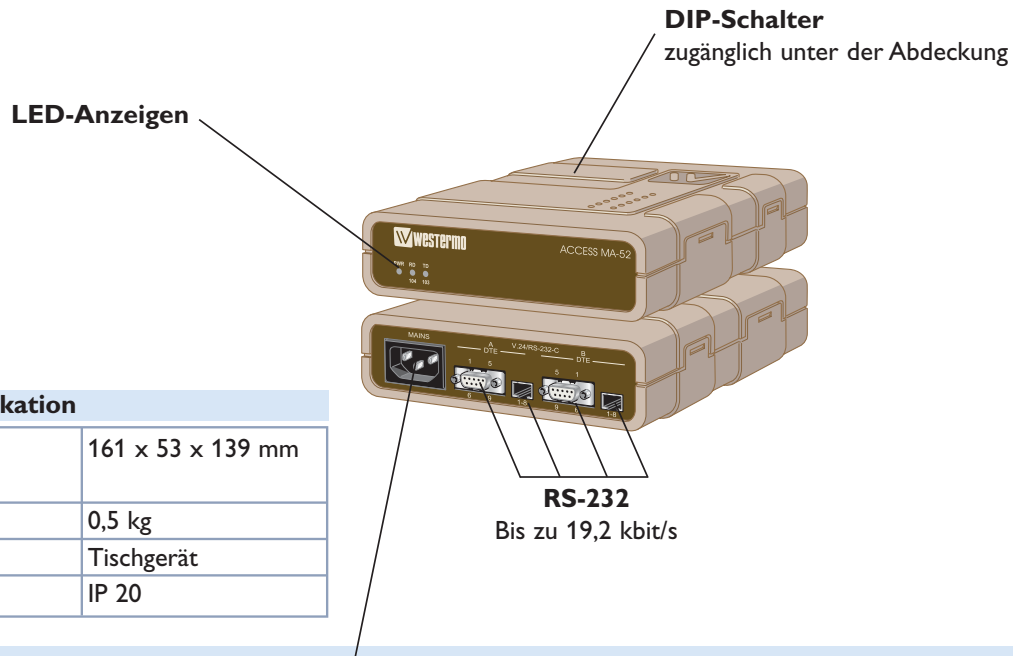 DIP-Schalter
zugänglich unter der Abdeckung
LED-Anzeigen
westermo
ACCESS MA-52
PWR RD TD
104 103
MAINS
A V.24/RS-232-C B
DTE DTE
1 5 5 1
6 9 1-8 9 6 1-8
kation
161 x 53 x 139 mm
0,5 kg
Tischgerät
IP 20
RS-232
Bis zu 19,2 kbit/s